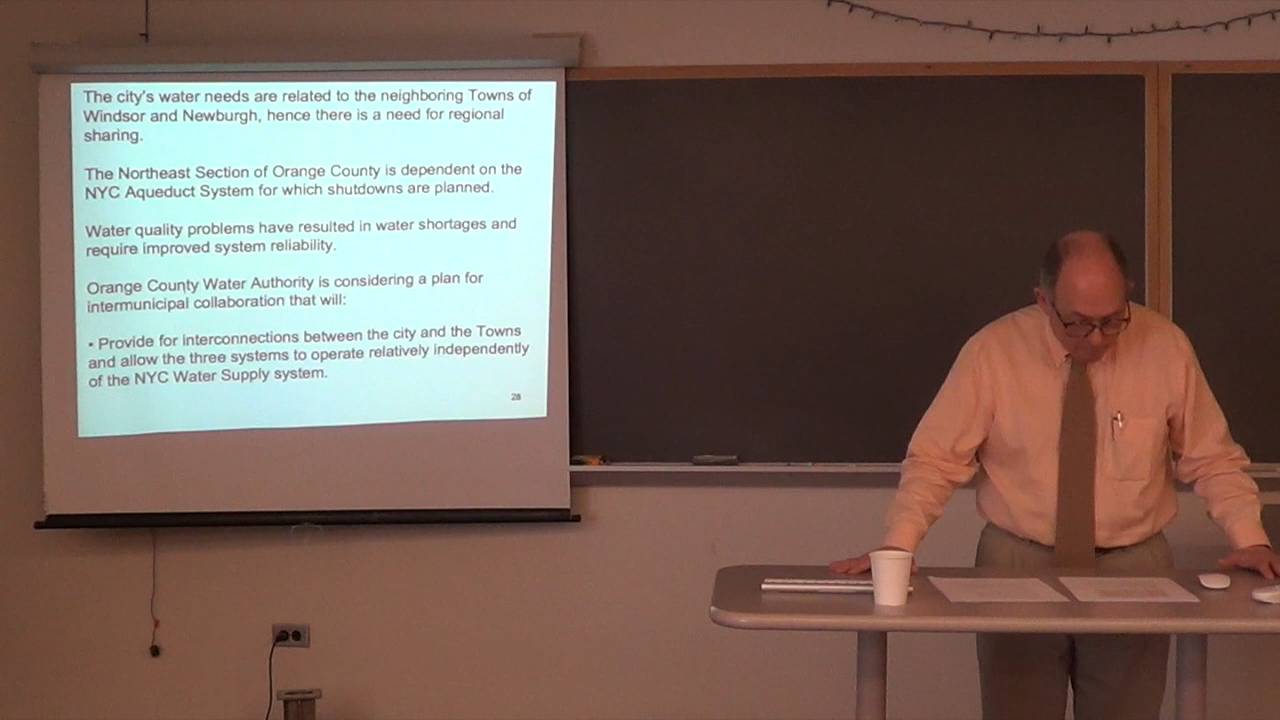 The city's water needs are related to the neighboring Towns of
Windsor and Newburgh, hence there is a need for regional
sharing.
The Northeast Section of Orange County is dependent on the
NYC Aqueduct System for which shutdowns are planned.
Water quality problems have resulted in water shortages and
require improved system reliability.
Orange County Water Authority is considering a plan for
intermunicipal collaboration that will:
• Provide for interconnections between the city and the Towns
and allow the three systems to operate relatively independently
of the NYC Water Supply system.
28